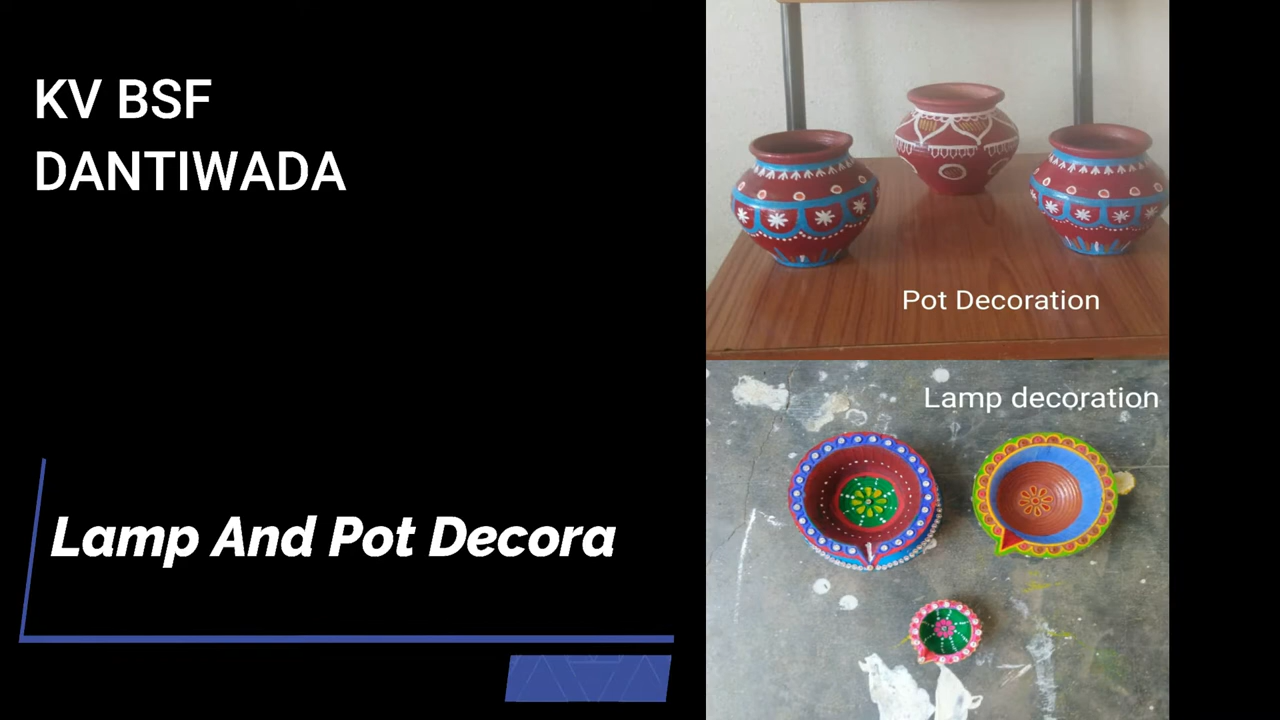 KV BSF
DANTIWADA
Lamp And Pot Decora
Pot Decoration
Lamp decoration